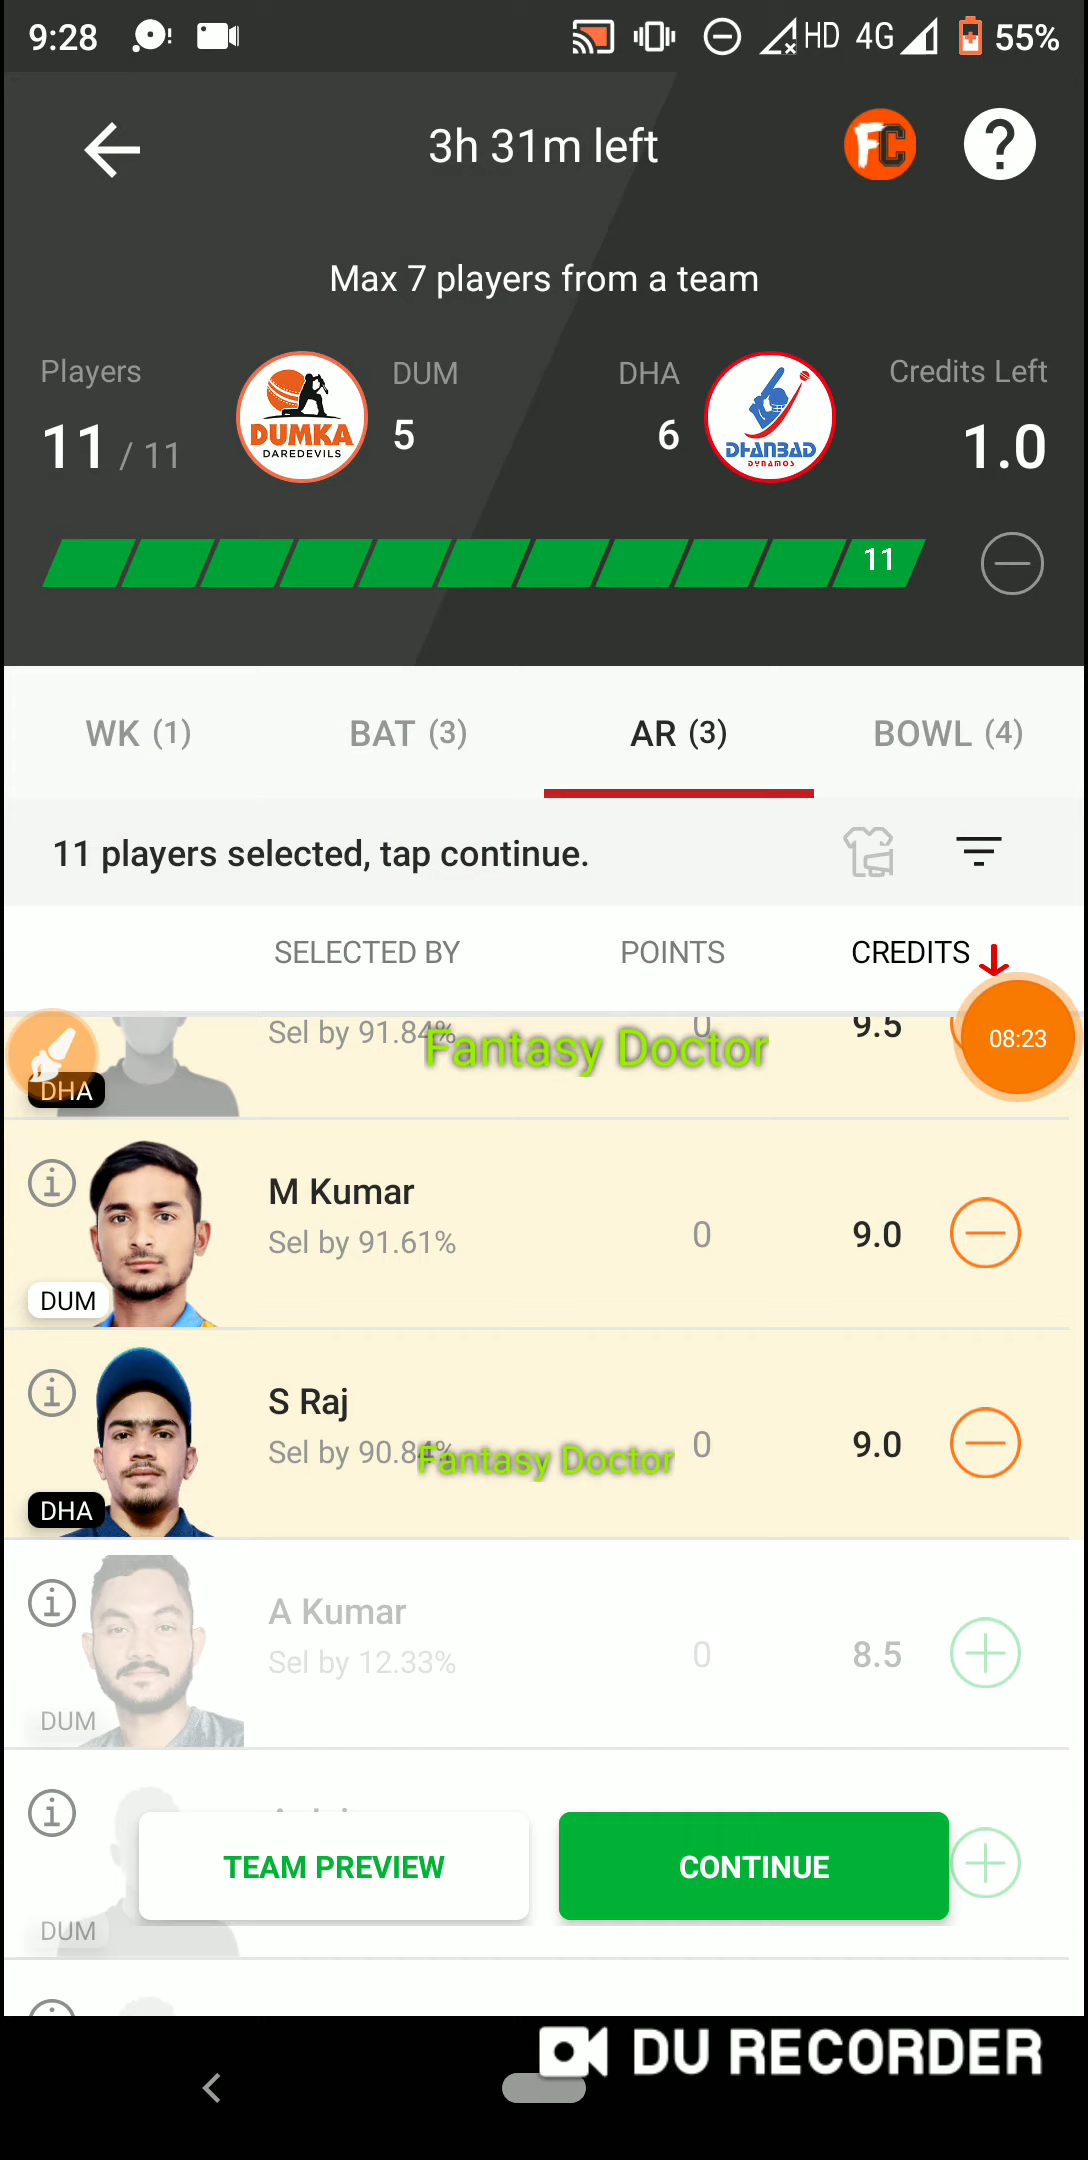 9:28
HD 4G 55%
3h 31m left
FC ?
Max 7 players from a team
Players DUM DHA Credits Left
11 / 11 5 6 1.0
DUMKA
DAREDEVILS
DHANBAD
DYNAMOS
11
WK (1) BAT (3) AR (3) BOWL (4)
11 players selected, tap continue.
SELECTED BY POINTS CREDITS
Sel by 91.84% 0 9.5
Fantasy Doctor
08:23
DHA
M Kumar
Sel by 91.61% 0 9.0
DUM
S Raj
Sel by 90.84% 0 9.0
Fantasy Doctor
DHA
A Kumar
Sel by 12.33% 0 8.5
DUM
TEAM PREVIEW CONTINUE
DUM
DU RECORDER